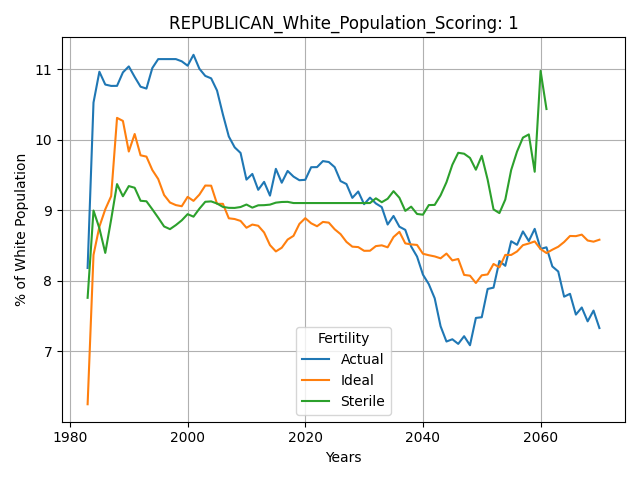 REPUBLICAN_White_Population_Scoring: 1
% of White Population
11
10
9
8
7
Fertility
Actual
Ideal
Sterile
1980
2000
2020
2040
2060
Years